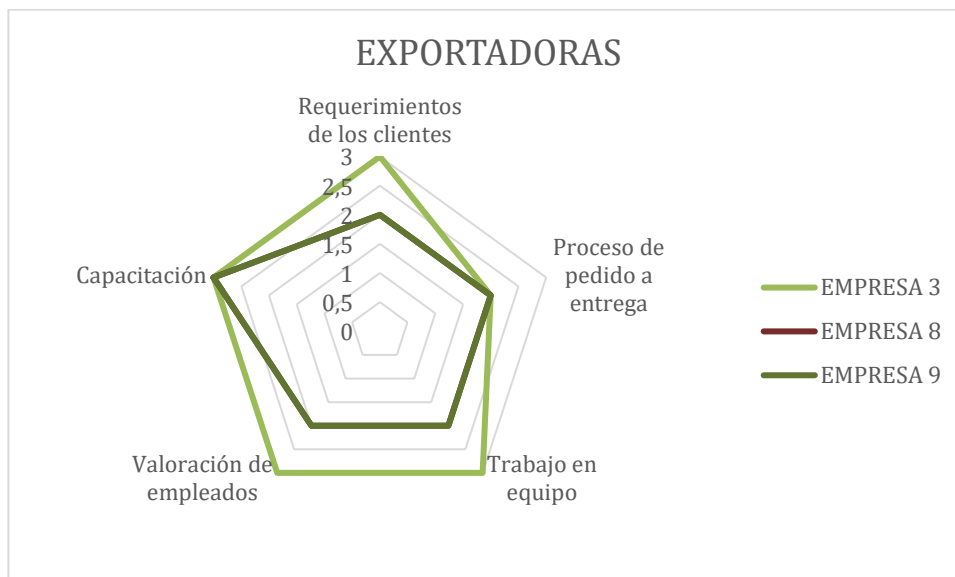 EXPORTADORAS
Requerimientos
de los clientes
3
2,5
2
1,5
1
0,5
0
Proceso de
pedido a
entrega
Trabajo en
equipo
Valoración de
empleados
Capacitación
EMPRESA 3
EMPRESA 8
EMPRESA 9